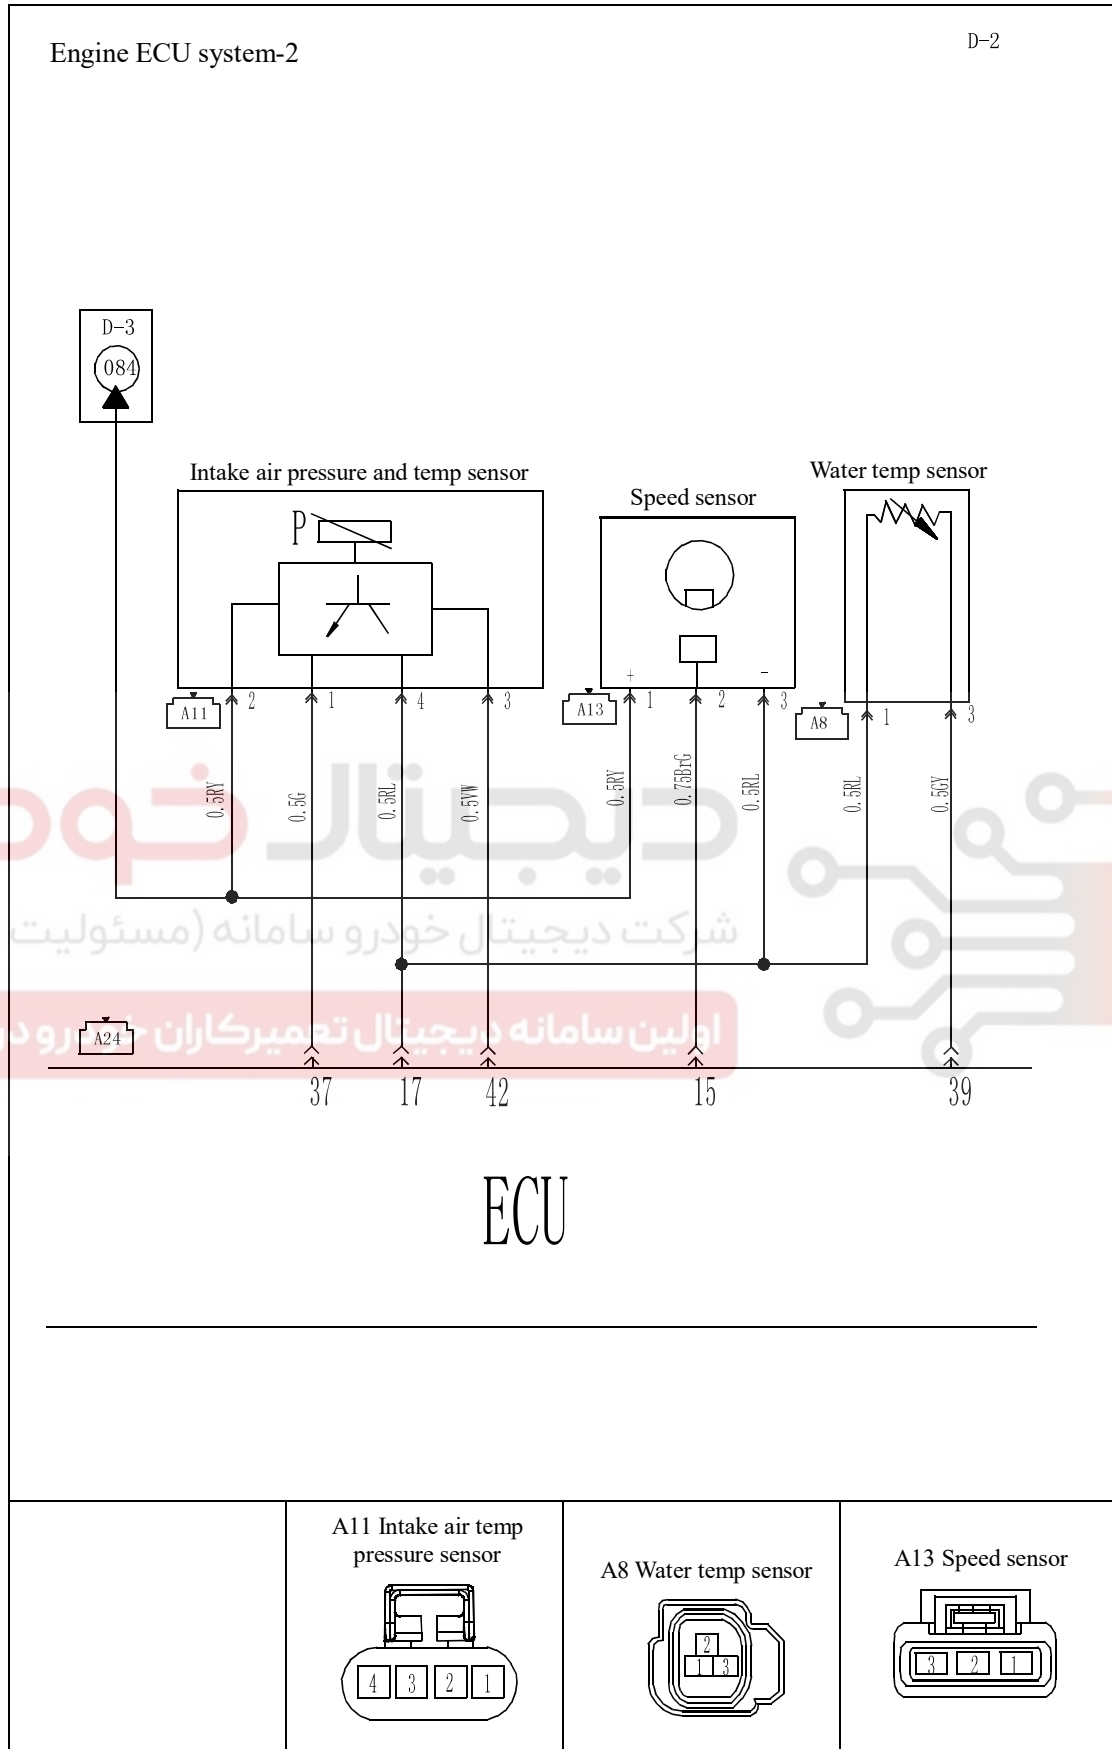 Engine ECU system-2
D-2
D-3
084
Intake air pressure and temp sensor
Speed sensor
Water temp sensor
P
+
-
A11
2
1
4
3
A13
1
2
3
A8
1
3
0.5RY
0.5G
0.5RL
0.5VW
0.5RY
0.75BrG
0.5RL
0.5RL
0.5GY
دیجیتال خودرو
شرکت دیجیتال خودرو سامانه (مسئولیت
اولین سامانه دیجیتال تعمیرکاران خودرو در
A24
37
17
42
15
39
ECU
A11 Intake air temp
pressure sensor
A8 Water temp sensor
A13 Speed sensor
4 3 2 1
2
1 3
3 2 1